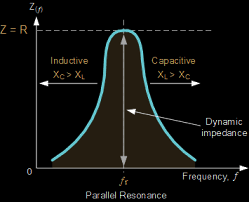 Z(f)
Z = R
Inductive
XC > XL
Capacitive
XL > XC
Dynamic
impedance
0
fr
Frequency, f
Parallel Resonance